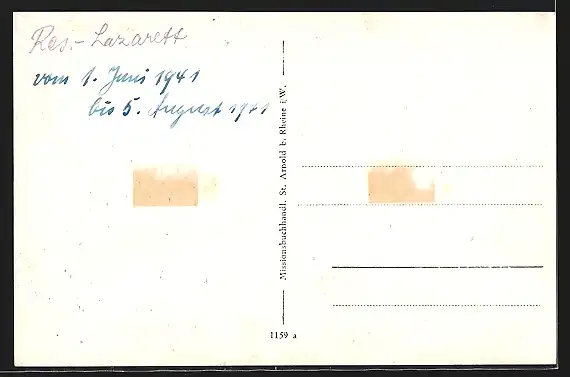 Res.-Lazarett
vom 1. Juni 1941
bis 5. August 1941
Missionsbuchhandl. St. Arnold b. Rheine i/W.
1159 a